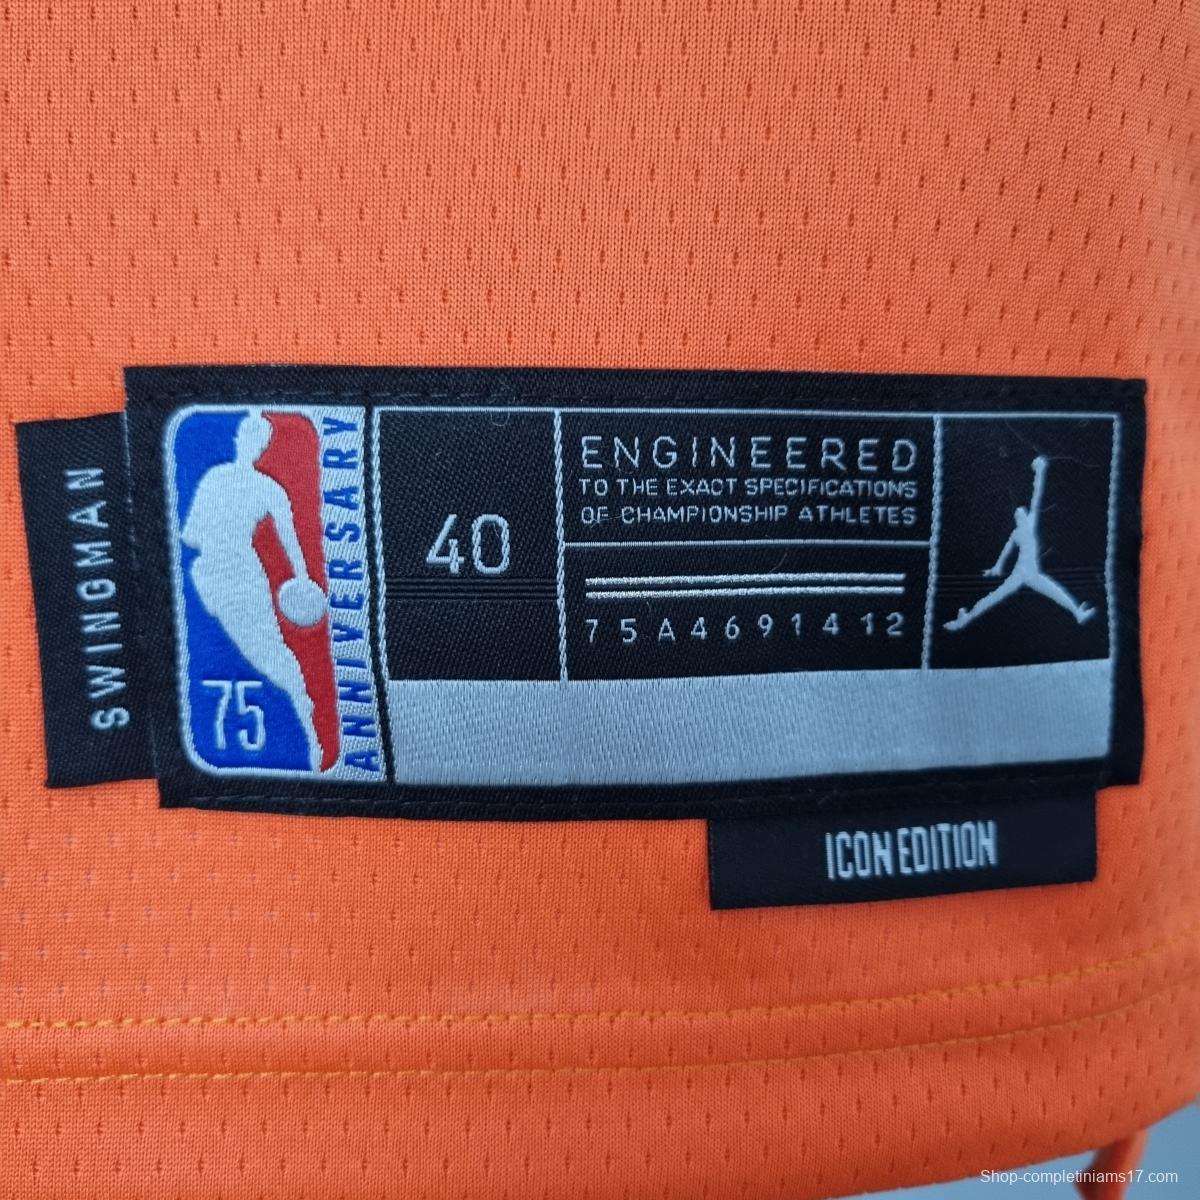 SWINGMAN
75
ANNIVERSARY
40
ENGINEERED
TO THE EXACT SPECIFICATIONS
OF CHAMPIONSHIP ATHLETES
75A4691412
ICON EDITION
Shop-completiniams17.com